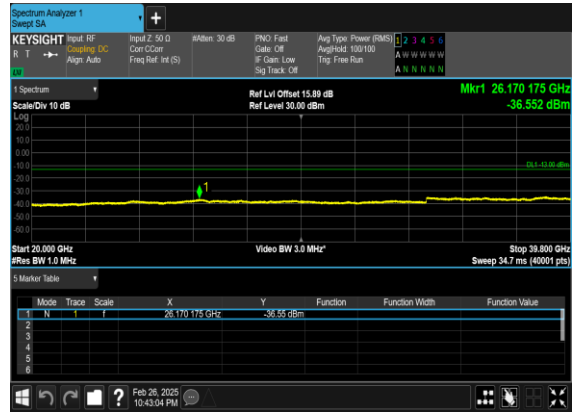 Spectrum Analyzer 1
Swept SA
+
KEYSIGHT
R T
LW
Input: RF
Coupling: DC
Align: Auto
Input Z: 50 Ω
Corr CCorr
Freq Ref: Int (S)
#Atten: 30 dB
PNO: Fast
Gate: Off
IF Gain: Low
Sig Track: Off
Avg Type: Power (RMS)
Avg|Hold: 100/100
Trig: Free Run
1 2 3 4 5 6
A W W W W W
A N N N N N
1 Spectrum
Scale/Div 10 dB
Ref Lvl Offset 15.89 dB
Ref Level 30.00 dBm
Mkr1 26.170 175 GHz
-36.552 dBm
Log
20.0
10.0
0.00
-10.0
-20.0
-30.0
-40.0
-50.0
-60.0
DL1 -13.00 dBm
1
Start 20.000 GHz
#Res BW 1.0 MHz
Video BW 3.0 MHz*
Stop 39.800 GHz
Sweep 34.7 ms (40001 pts)
5 Marker Table
Mode Trace Scale X Y Function Function Width Function Value
1 N 1 f 26.170 175 GHz -36.55 dBm
2
3
4
5
6
?
Feb 26, 2025
10:43:04 PM